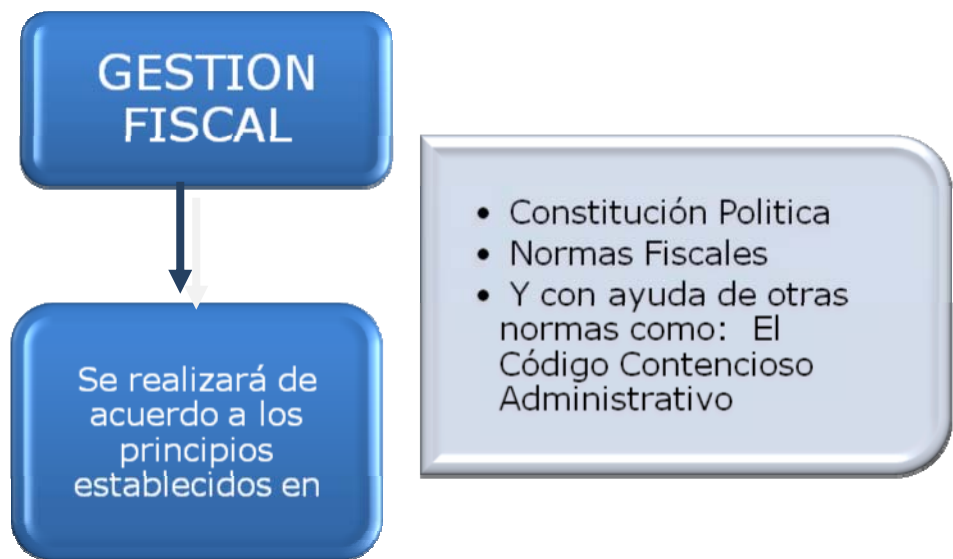 GESTION
FISCAL
Se realizará de
acuerdo a los
principios
establecidos en
• Constitución Politica
• Normas Fiscales
• Y con ayuda de otras
normas como: El
Código Contencioso
Administrativo